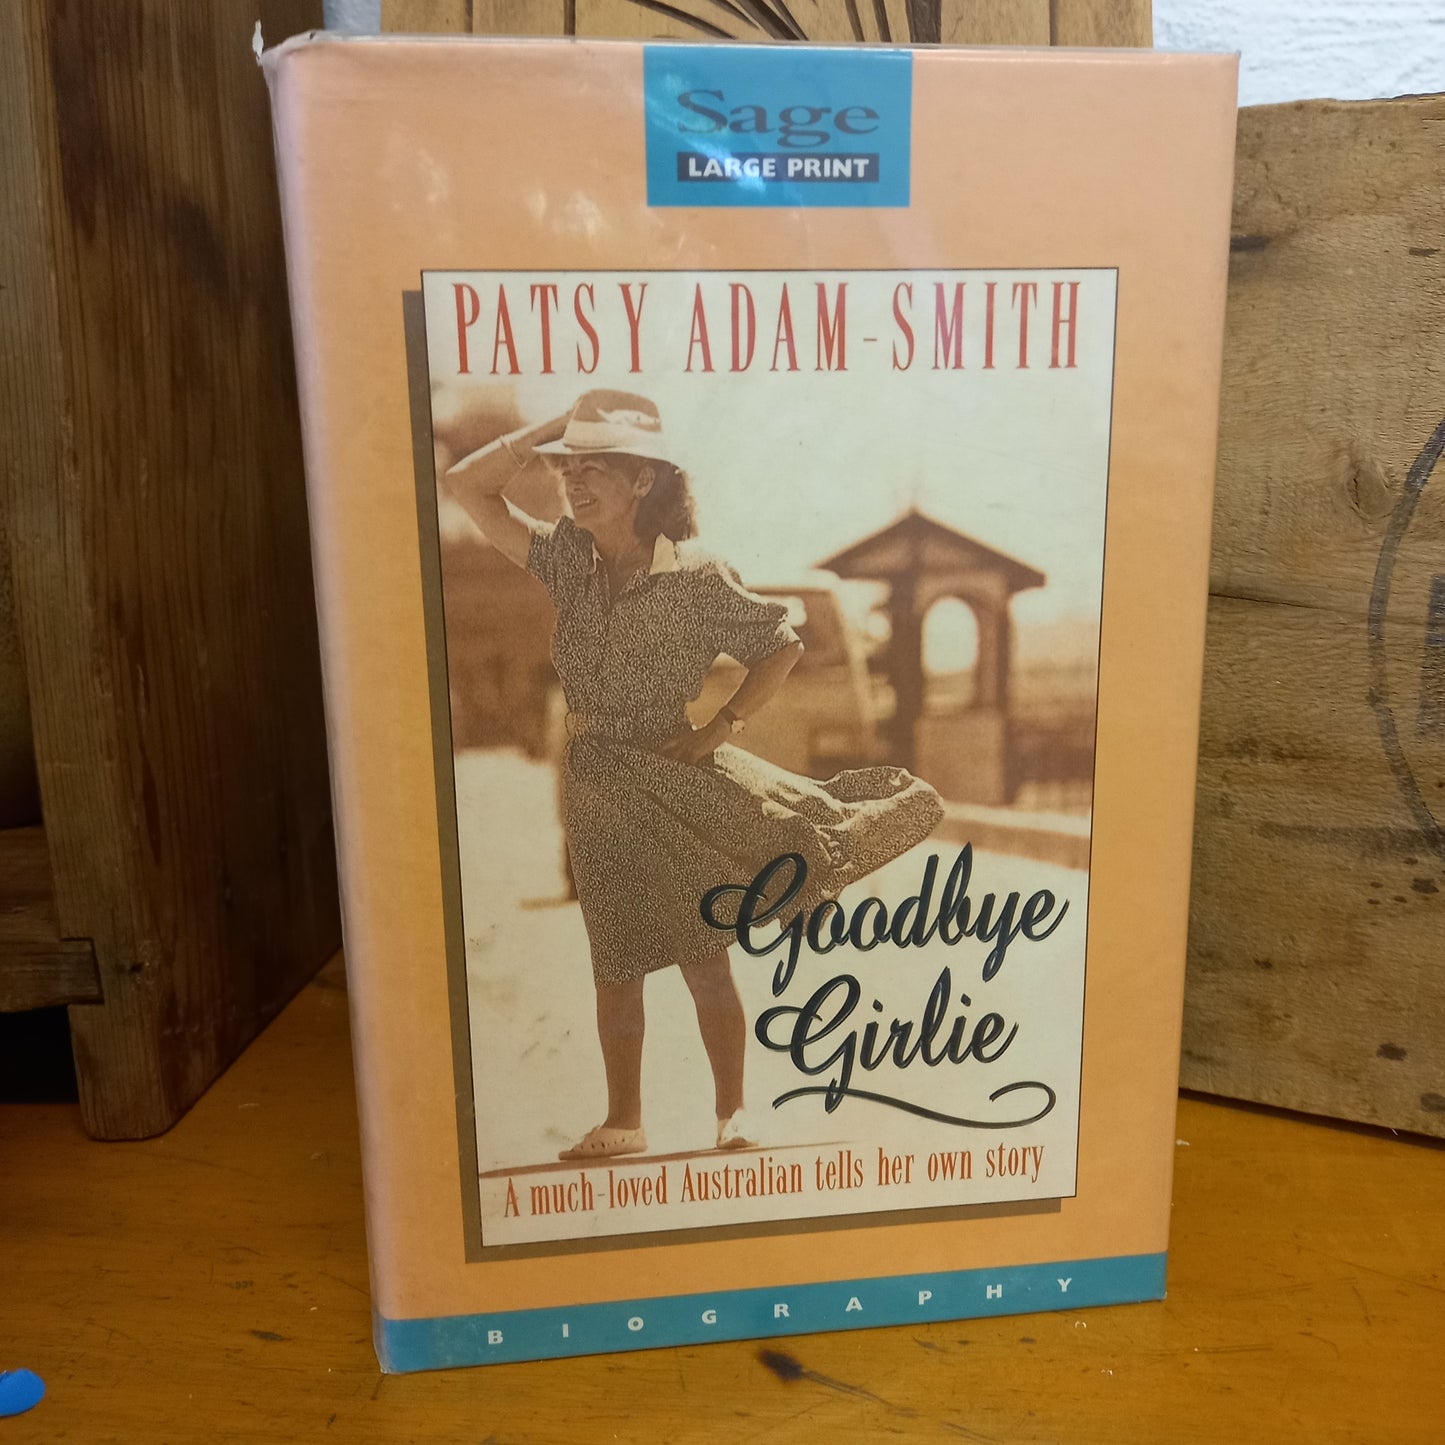 Sage
LARGE PRINT
PATSY ADAM-SMITH
Goodbye
Girlie
A much-loved Australian tells her own story
BIOGRAPHY